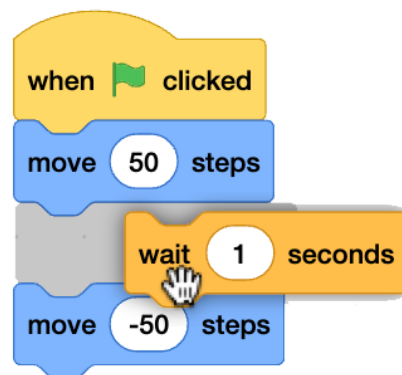 when clicked
move 50 steps
wait 1 seconds
move -50 steps